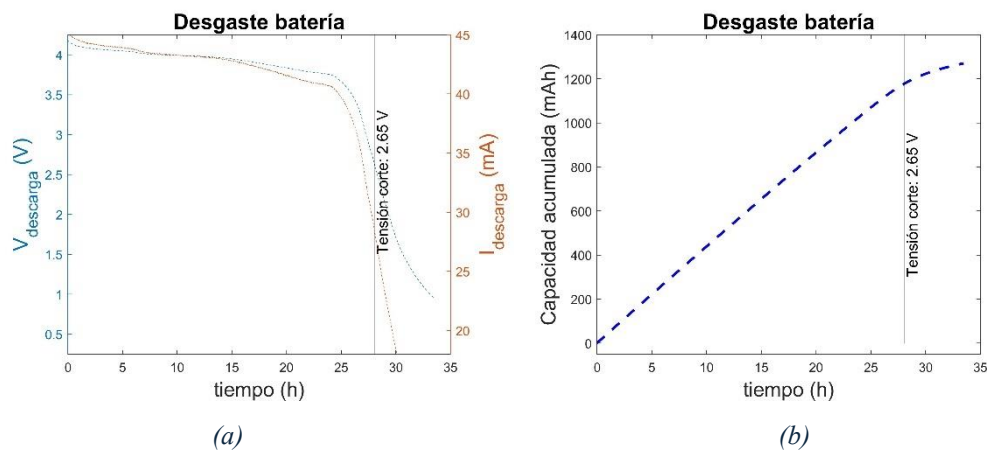 Desgaste batería
V descarga (V)
4
3.5
3
2.5
2
1.5
1
0.5
0 5 10 15 20 25 30 35
tiempo (h)
Tensión corte: 2.65 V
45
40
35
30
25
20
I descarga (mA)
(a)
Desgaste batería
Capacidad acumulada (mAh)
1400
1200
1000
800
600
400
200
0
0 5 10 15 20 25 30 35
tiempo (h)
Tensión corte: 2.65 V
(b)